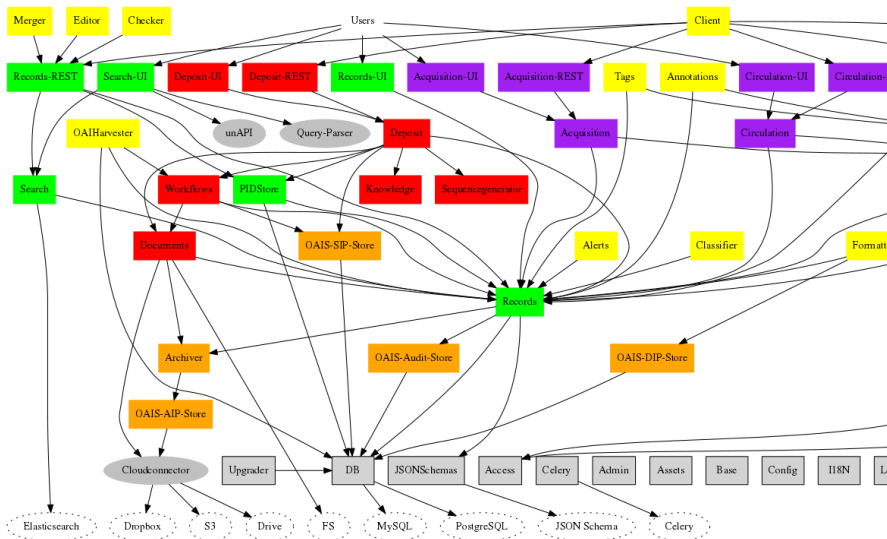 Merger
Editor
Checker
Users
Client
Records-REST
Search-UI
Deposit-UI
Deposit-REST
Records-UI
Acquisition-UI
Acquisition-REST
Tags
Annotations
Circulation-UI
Circulation-
OAIHarvester
unAPI
Query-Parser
Deposit
Acquisition
Circulation
Search
Workflows
PIDStore
Knowledge
Sequencegenerator
Documents
OAIS-SIP-Store
Alerts
Classifier
Formatte
Records
Archiver
OAIS-Audit-Store
OAIS-DIP-Store
OAIS-AIP-Store
Cloudconnector
Upgrader
DB
JSONSchemas
Access
Celery
Admin
Assets
Base
Config
I18N
Elasticsearch
Dropbox
S3
Drive
FS
MySQL
PostgreSQL
JSON Schema
Celery